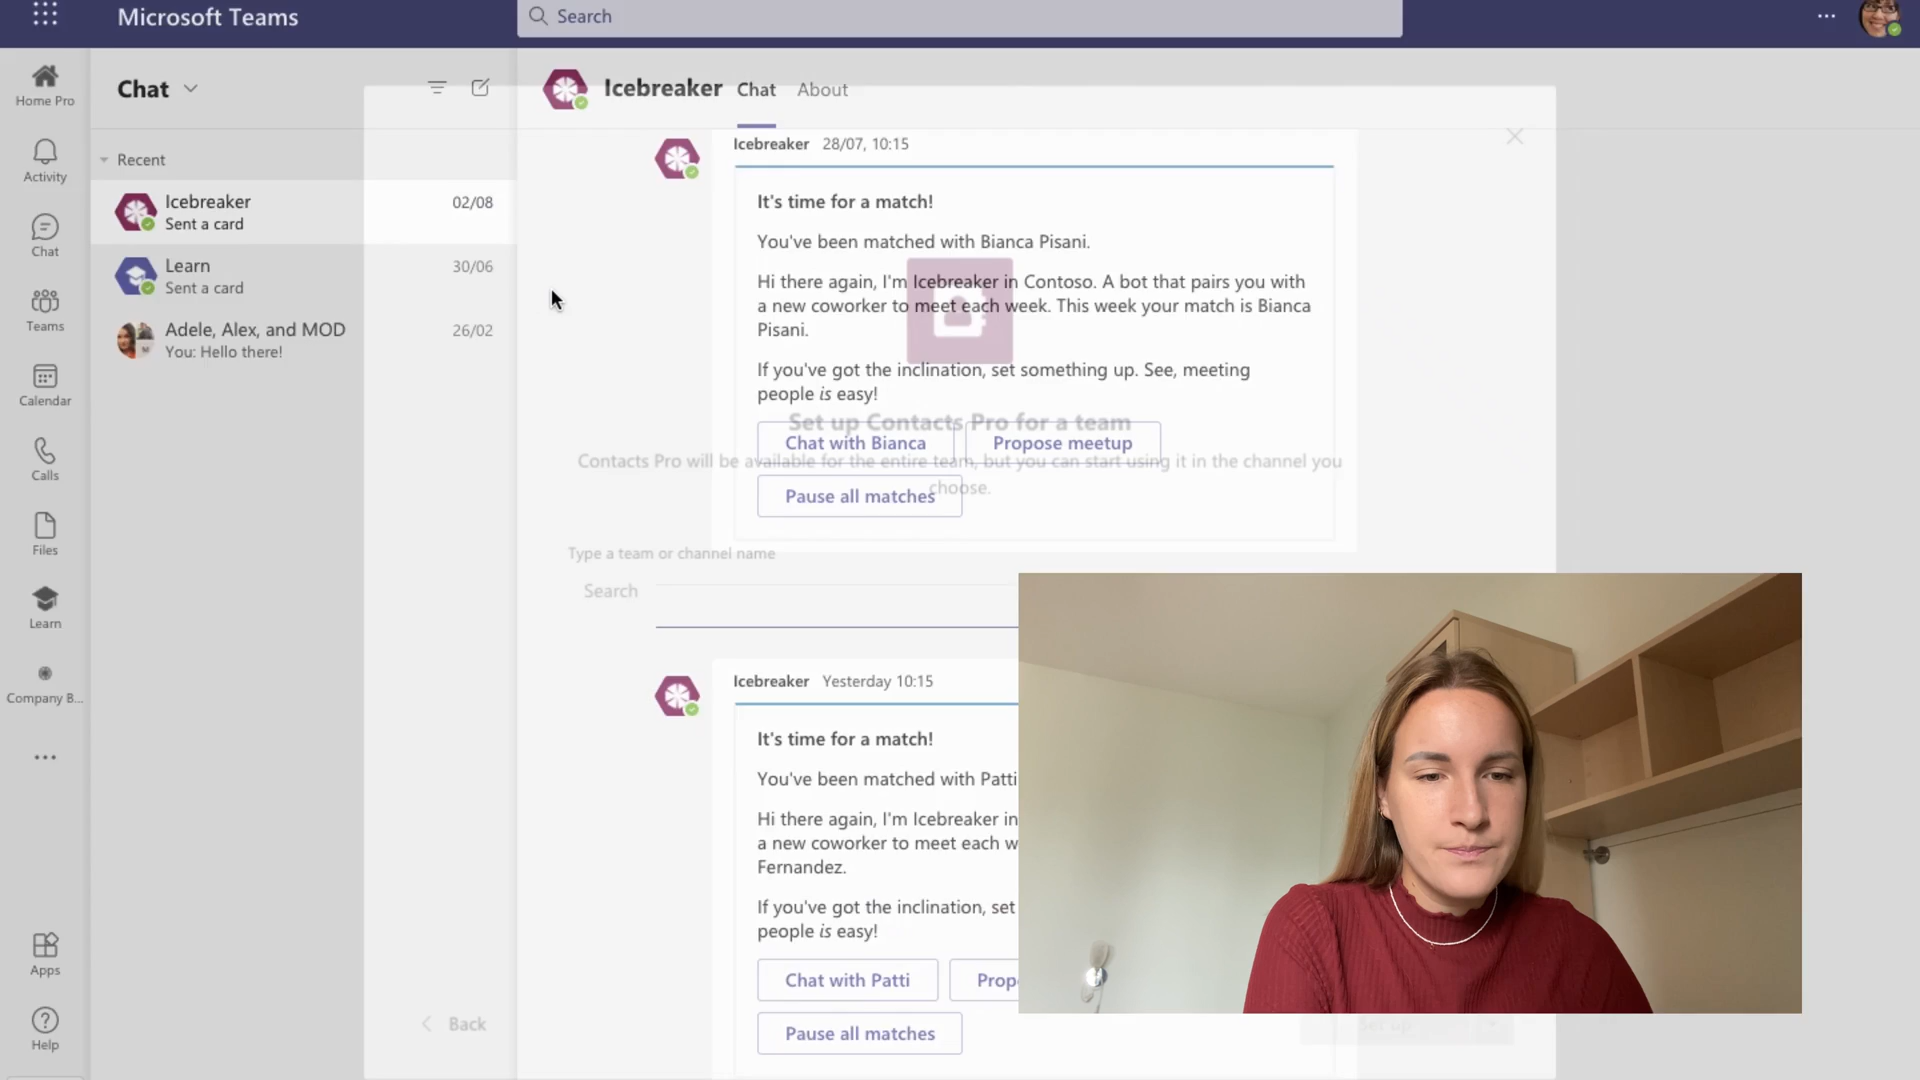 Microsoft Teams
Search
Home Pro
Activity
Chat
Teams
Calendar
Calls
Files
Learn
Company B...
Apps
Help
Chat
Recent
Icebreaker 02/08
Sent a card
Learn 30/06
Sent a card
Adele, Alex, and MOD 26/02
You: Hello there!
Back
Icebreaker Chat About
Icebreaker 28/07, 10:15
It's time for a match!
You've been matched with Bianca Pisani.
Hi there again, I'm Icebreaker in Contoso. A bot that pairs you with
a new coworker to meet each week. This week your match is Bianca
Pisani.
If you've got the inclination, set something up. See, meeting
people is easy!
Set up Contacts Pro for a team
Chat with Bianca Propose meetup
Contacts Pro will be available for the entire team, but you can start using it in the channel you
choose.
Pause all matches
Type a team or channel name
Search
Icebreaker Yesterday 10:15
It's time for a match!
You've been matched with Patti
Hi there again, I'm Icebreaker in
a new coworker to meet each w
Fernandez.
If you've got the inclination, set
people is easy!
Chat with Patti Prop
Pause all matches
Set up